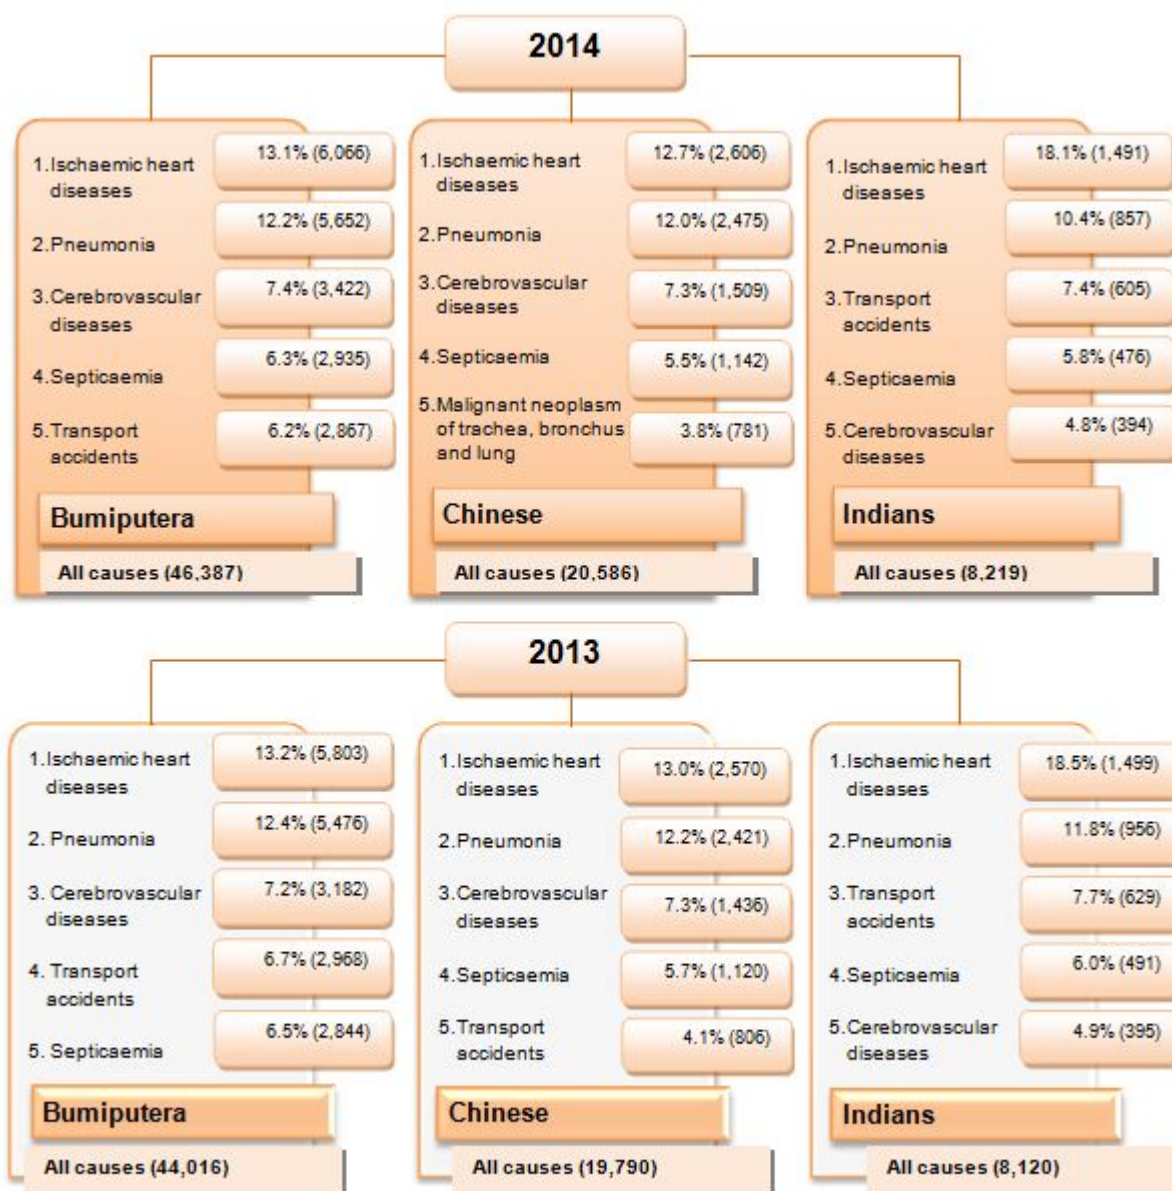 2014
1.Ischaemic heart
diseases
13.1% (6,066)
2.Pneumonia
12.2% (5,652)
3.Cerebrovascular
diseases
7.4% (3,422)
4.Septicaemia
6.3% (2,935)
5.Transport
accidents
6.2% (2,867)
Bumiputera
All causes (46,387)
1.Ischaemic heart
diseases
12.7% (2,606)
2.Pneumonia
12.0% (2,475)
3.Cerebrovascular
diseases
7.3% (1,509)
4.Septicaemia
5.5% (1,142)
5.Malignant neoplasm
of trachea, bronchus
and lung
3.8% (781)
Chinese
All causes (20,586)
1.Ischaemic heart
diseases
18.1% (1,491)
2.Pneumonia
10.4% (857)
3.Transport
accidents
7.4% (605)
4.Septicaemia
5.8% (476)
5.Cerebrovascular
diseases
4.8% (394)
Indians
All causes (8,219)
2013
1.Ischaemic heart
diseases
13.2% (5,803)
2. Pneumonia
12.4% (5,476)
3. Cerebrovascular
diseases
7.2% (3,182)
4. Transport
accidents
6.7% (2,968)
5. Septicaemia
6.5% (2,844)
Bumiputera
All causes (44,016)
1.Ischaemic heart
diseases
13.0% (2,570)
2.Pneumonia
12.2% (2,421)
3.Cerebrovascular
diseases
7.3% (1,436)
4.Septicaemia
5.7% (1,120)
5.Transport
accidents
4.1% (806)
Chinese
All causes (19,790)
1.Ischaemic heart
diseases
18.5% (1,499)
2.Pneumonia
11.8% (956)
3.Transport
accidents
7.7% (629)
4.Septicaemia
6.0% (491)
5.Cerebrovascular
diseases
4.9% (395)
Indians
All causes (8,120)